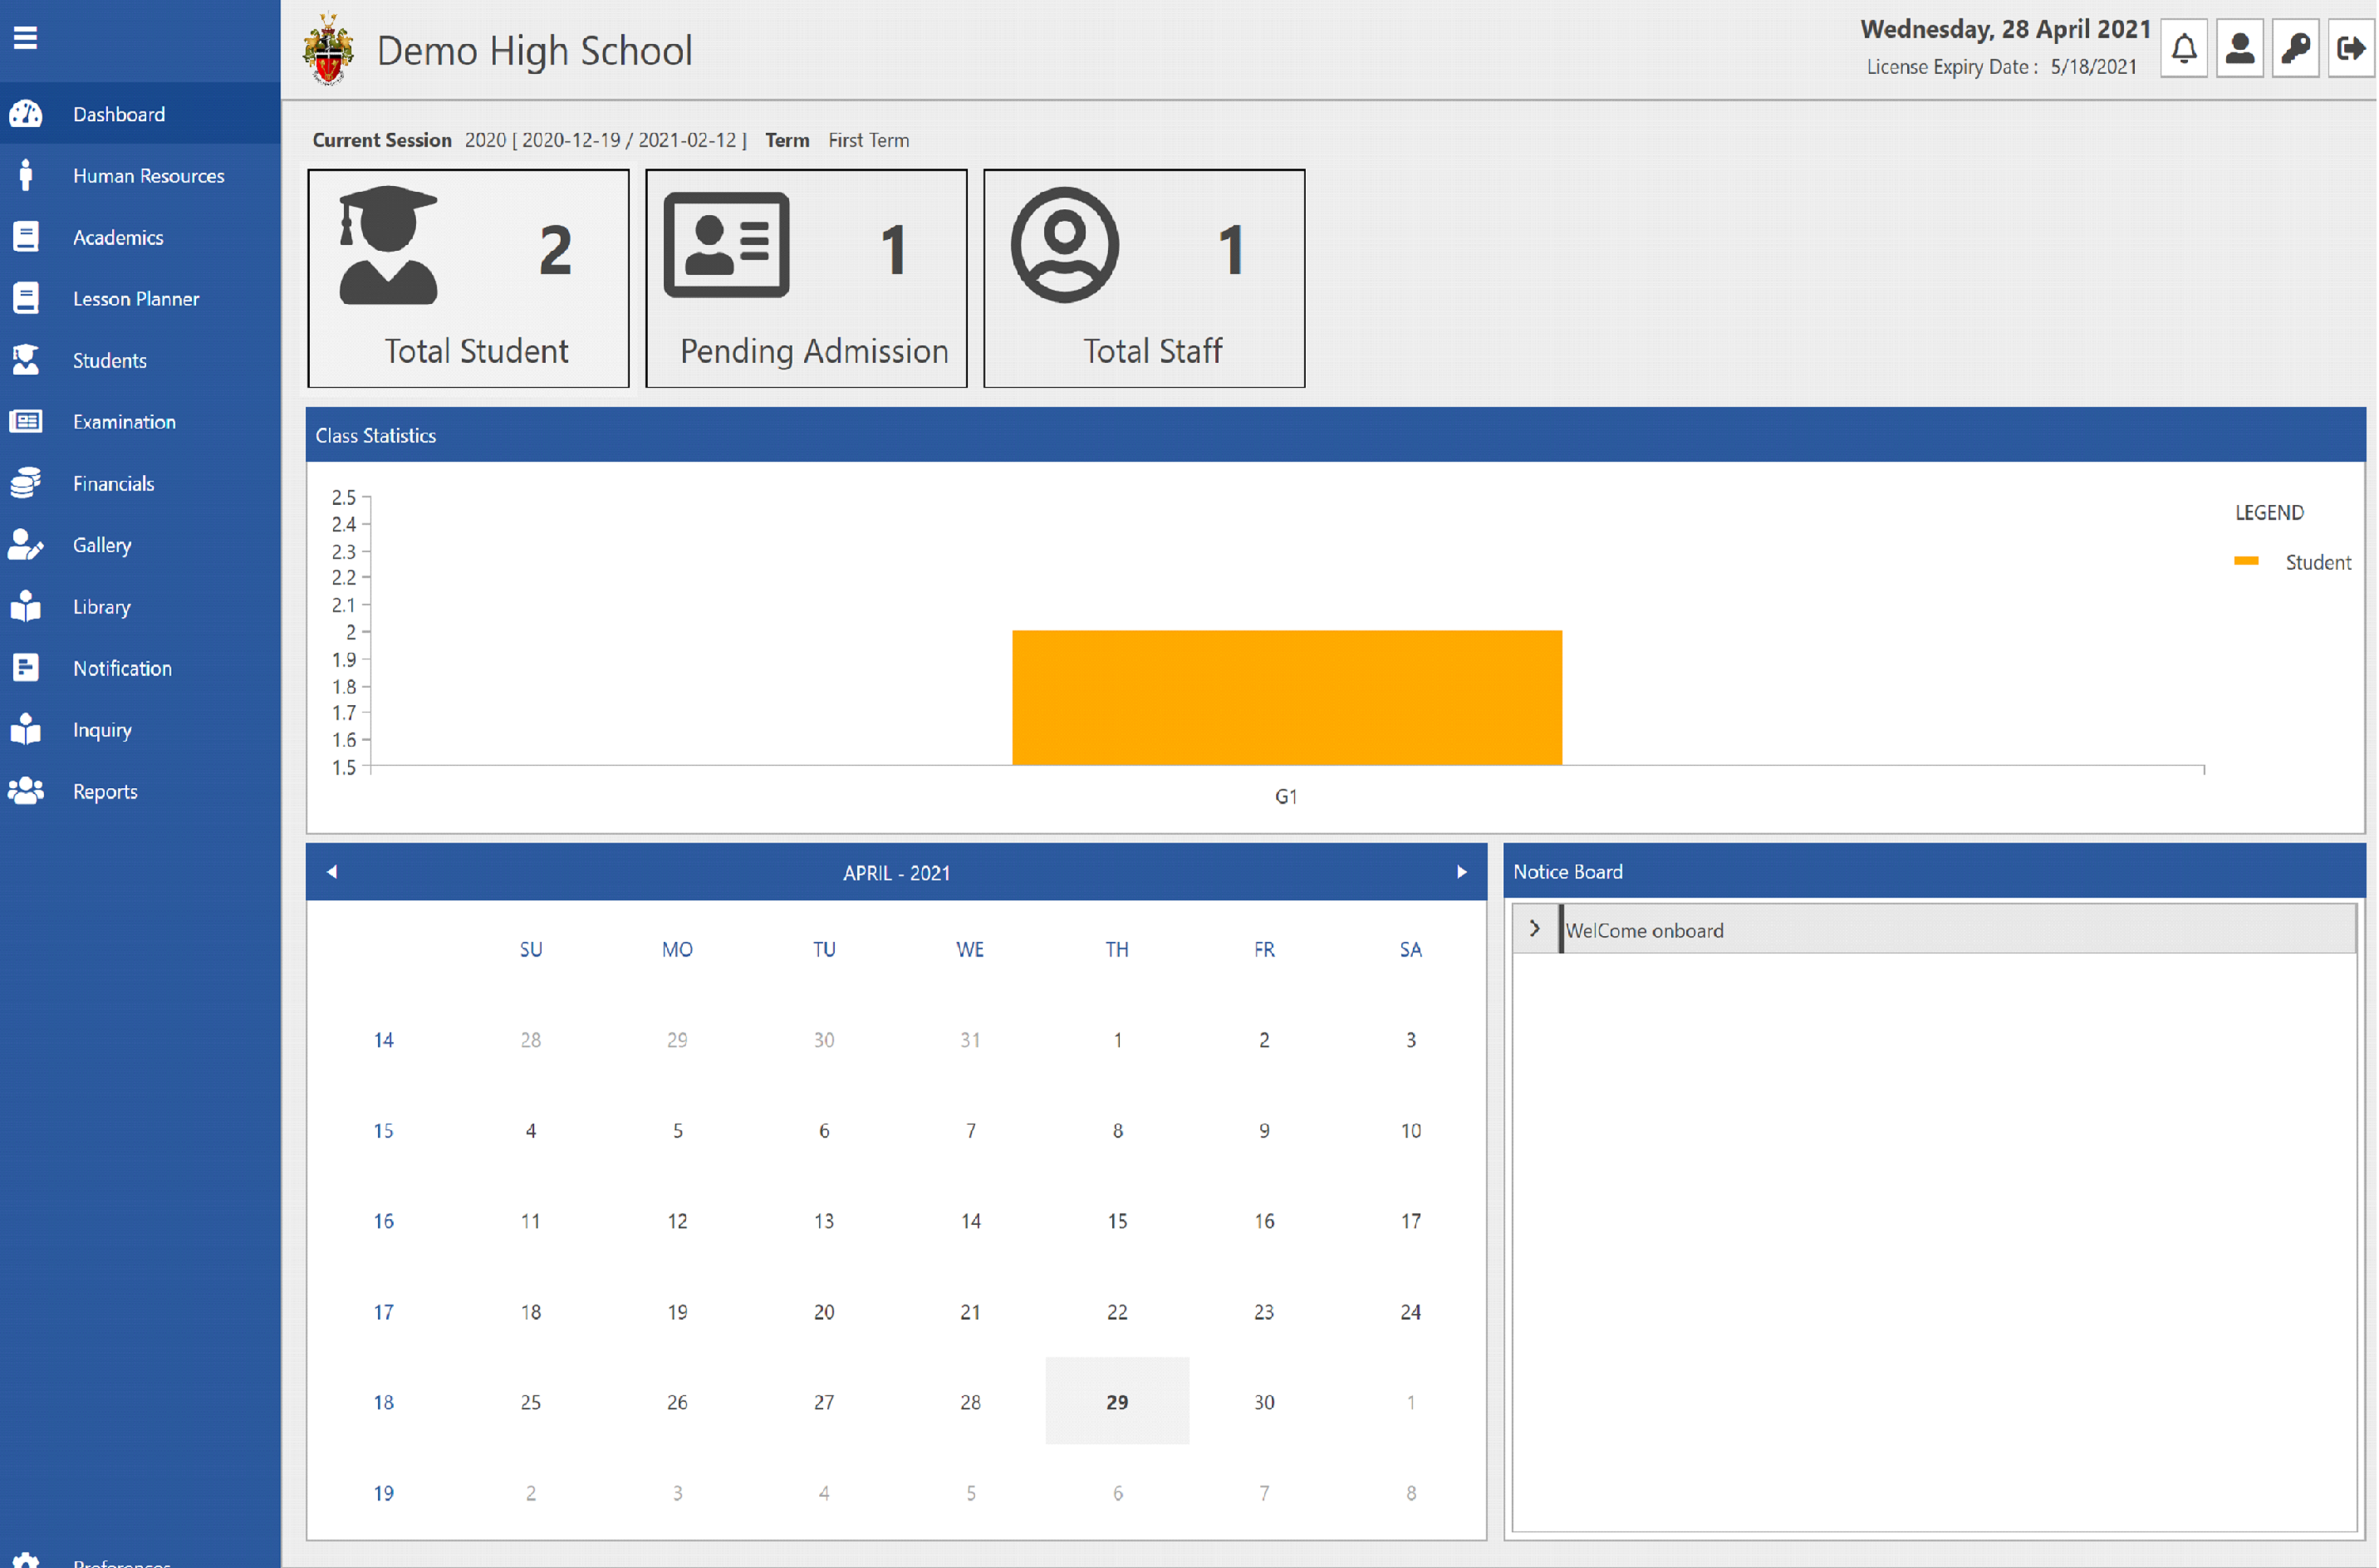 Demo High School
Wednesday, 28 April 2021
License Expiry Date : 5/18/2021
Dashboard
Human Resources
Academics
Lesson Planner
Students
Examination
Financials
Gallery
Library
Notification
Inquiry
Reports
Preferences
Current Session 2020 [ 2020-12-19 / 2021-02-12 ] Term First Term
2
Total Student
1
Pending Admission
1
Total Staff
Class Statistics
2.5
2.4
2.3
2.2
2.1
2
1.9
1.8
1.7
1.6
1.5
G1
LEGEND
Student
APRIL - 2021
SU MO TU WE TH FR SA
14 28 29 30 31 1 2 3
15 4 5 6 7 8 9 10
16 11 12 13 14 15 16 17
17 18 19 20 21 22 23 24
18 25 26 27 28 29 30 1
19 2 3 4 5 6 7 8
Notice Board
WelCome onboard